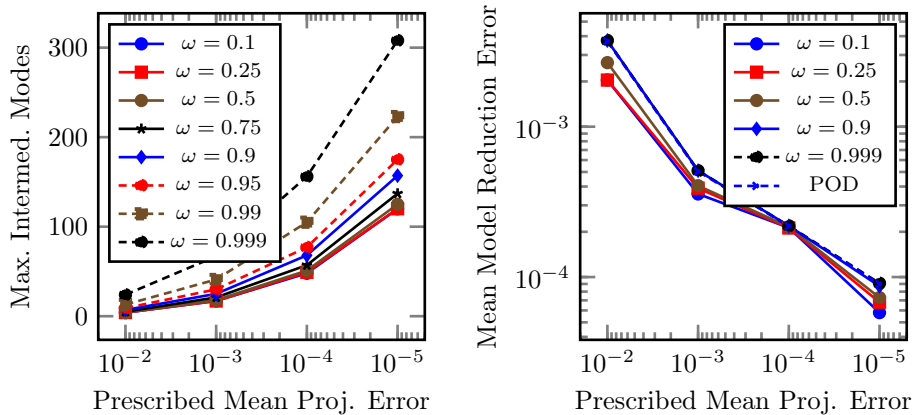 Max. Intermed. Modes
300
200
100
0
ω = 0.1
ω = 0.25
ω = 0.5
ω = 0.75
ω = 0.9
ω = 0.95
ω = 0.99
ω = 0.999
10⁻² 10⁻³ 10⁻⁴ 10⁻⁵
Prescribed Mean Proj. Error
Mean Model Reduction Error
10⁻³
10⁻⁴
ω = 0.1
ω = 0.25
ω = 0.5
ω = 0.9
ω = 0.999
POD
10⁻² 10⁻³ 10⁻⁴ 10⁻⁵
Prescribed Mean Proj. Error